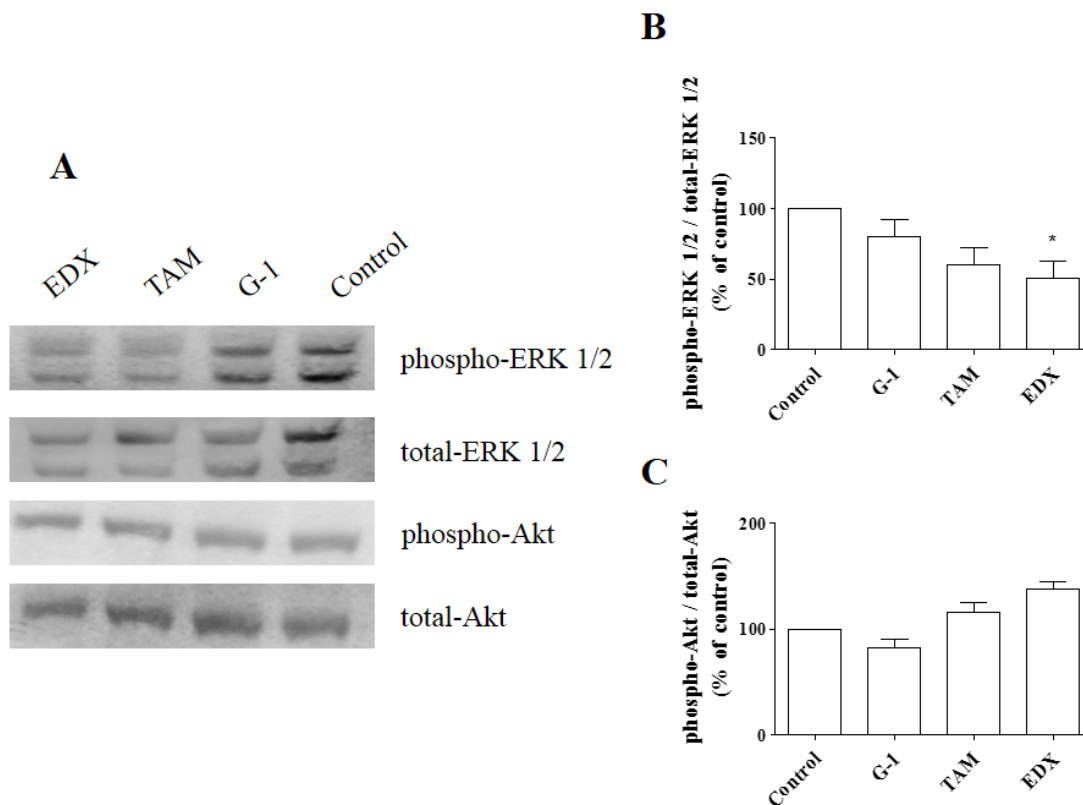 A
EDX
TAM
G-1
Control
phospho-ERK 1/2
total-ERK 1/2
phospho-Akt
total-Akt
B
phospho-ERK 1/2 / total-ERK 1/2
(% of control)
150
100
50
0
*
Control
G-1
TAM
EDX
C
phospho-Akt / total-Akt
(% of control)
200
100
0
Control
G-1
TAM
EDX